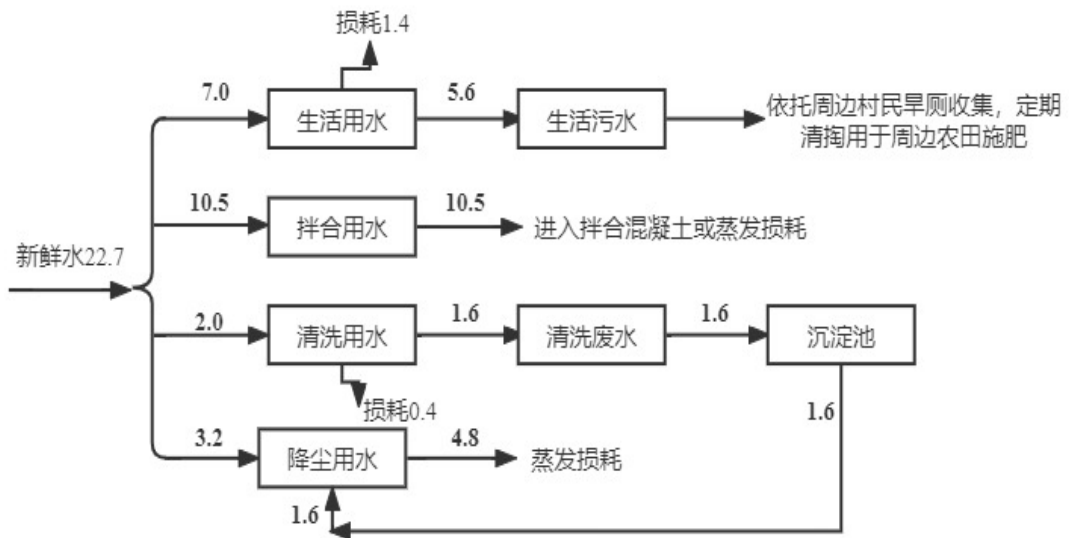 损耗1.4
7.0
生活用水
5.6
生活污水
依托周边村民旱厕收集，定期
清掏用于周边农田施肥
10.5
拌合用水
10.5
进入拌合混凝土或蒸发损耗
新鲜水22.7
2.0
清洗用水
1.6
清洗废水
1.6
沉淀池
损耗0.4
1.6
3.2
降尘用水
4.8
蒸发损耗
1.6